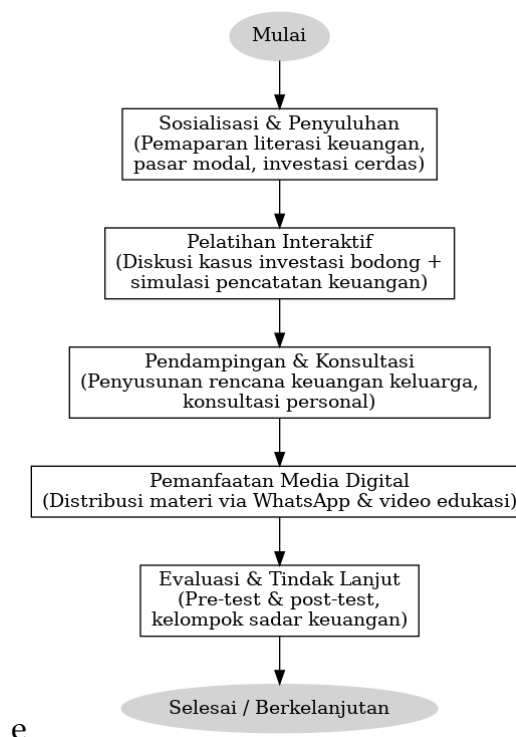 Mulai
Sosialisasi & Penyuluhan
(Pemaparan literasi keuangan,
pasar modal, investasi cerdas)
Pelatihan Interaktif
(Diskusi kasus investasi bodong +
simulasi pencatatan keuangan)
Pendampingan & Konsultasi
(Penyusunan rencana keuangan keluarga,
konsultasi personal)
Pemanfaatan Media Digital
(Distribusi materi via WhatsApp & video edukasi)
Evaluasi & Tindak Lanjut
(Pre-test & post-test,
kelompok sadar keuangan)
Selesai / Berkelanjutan
e